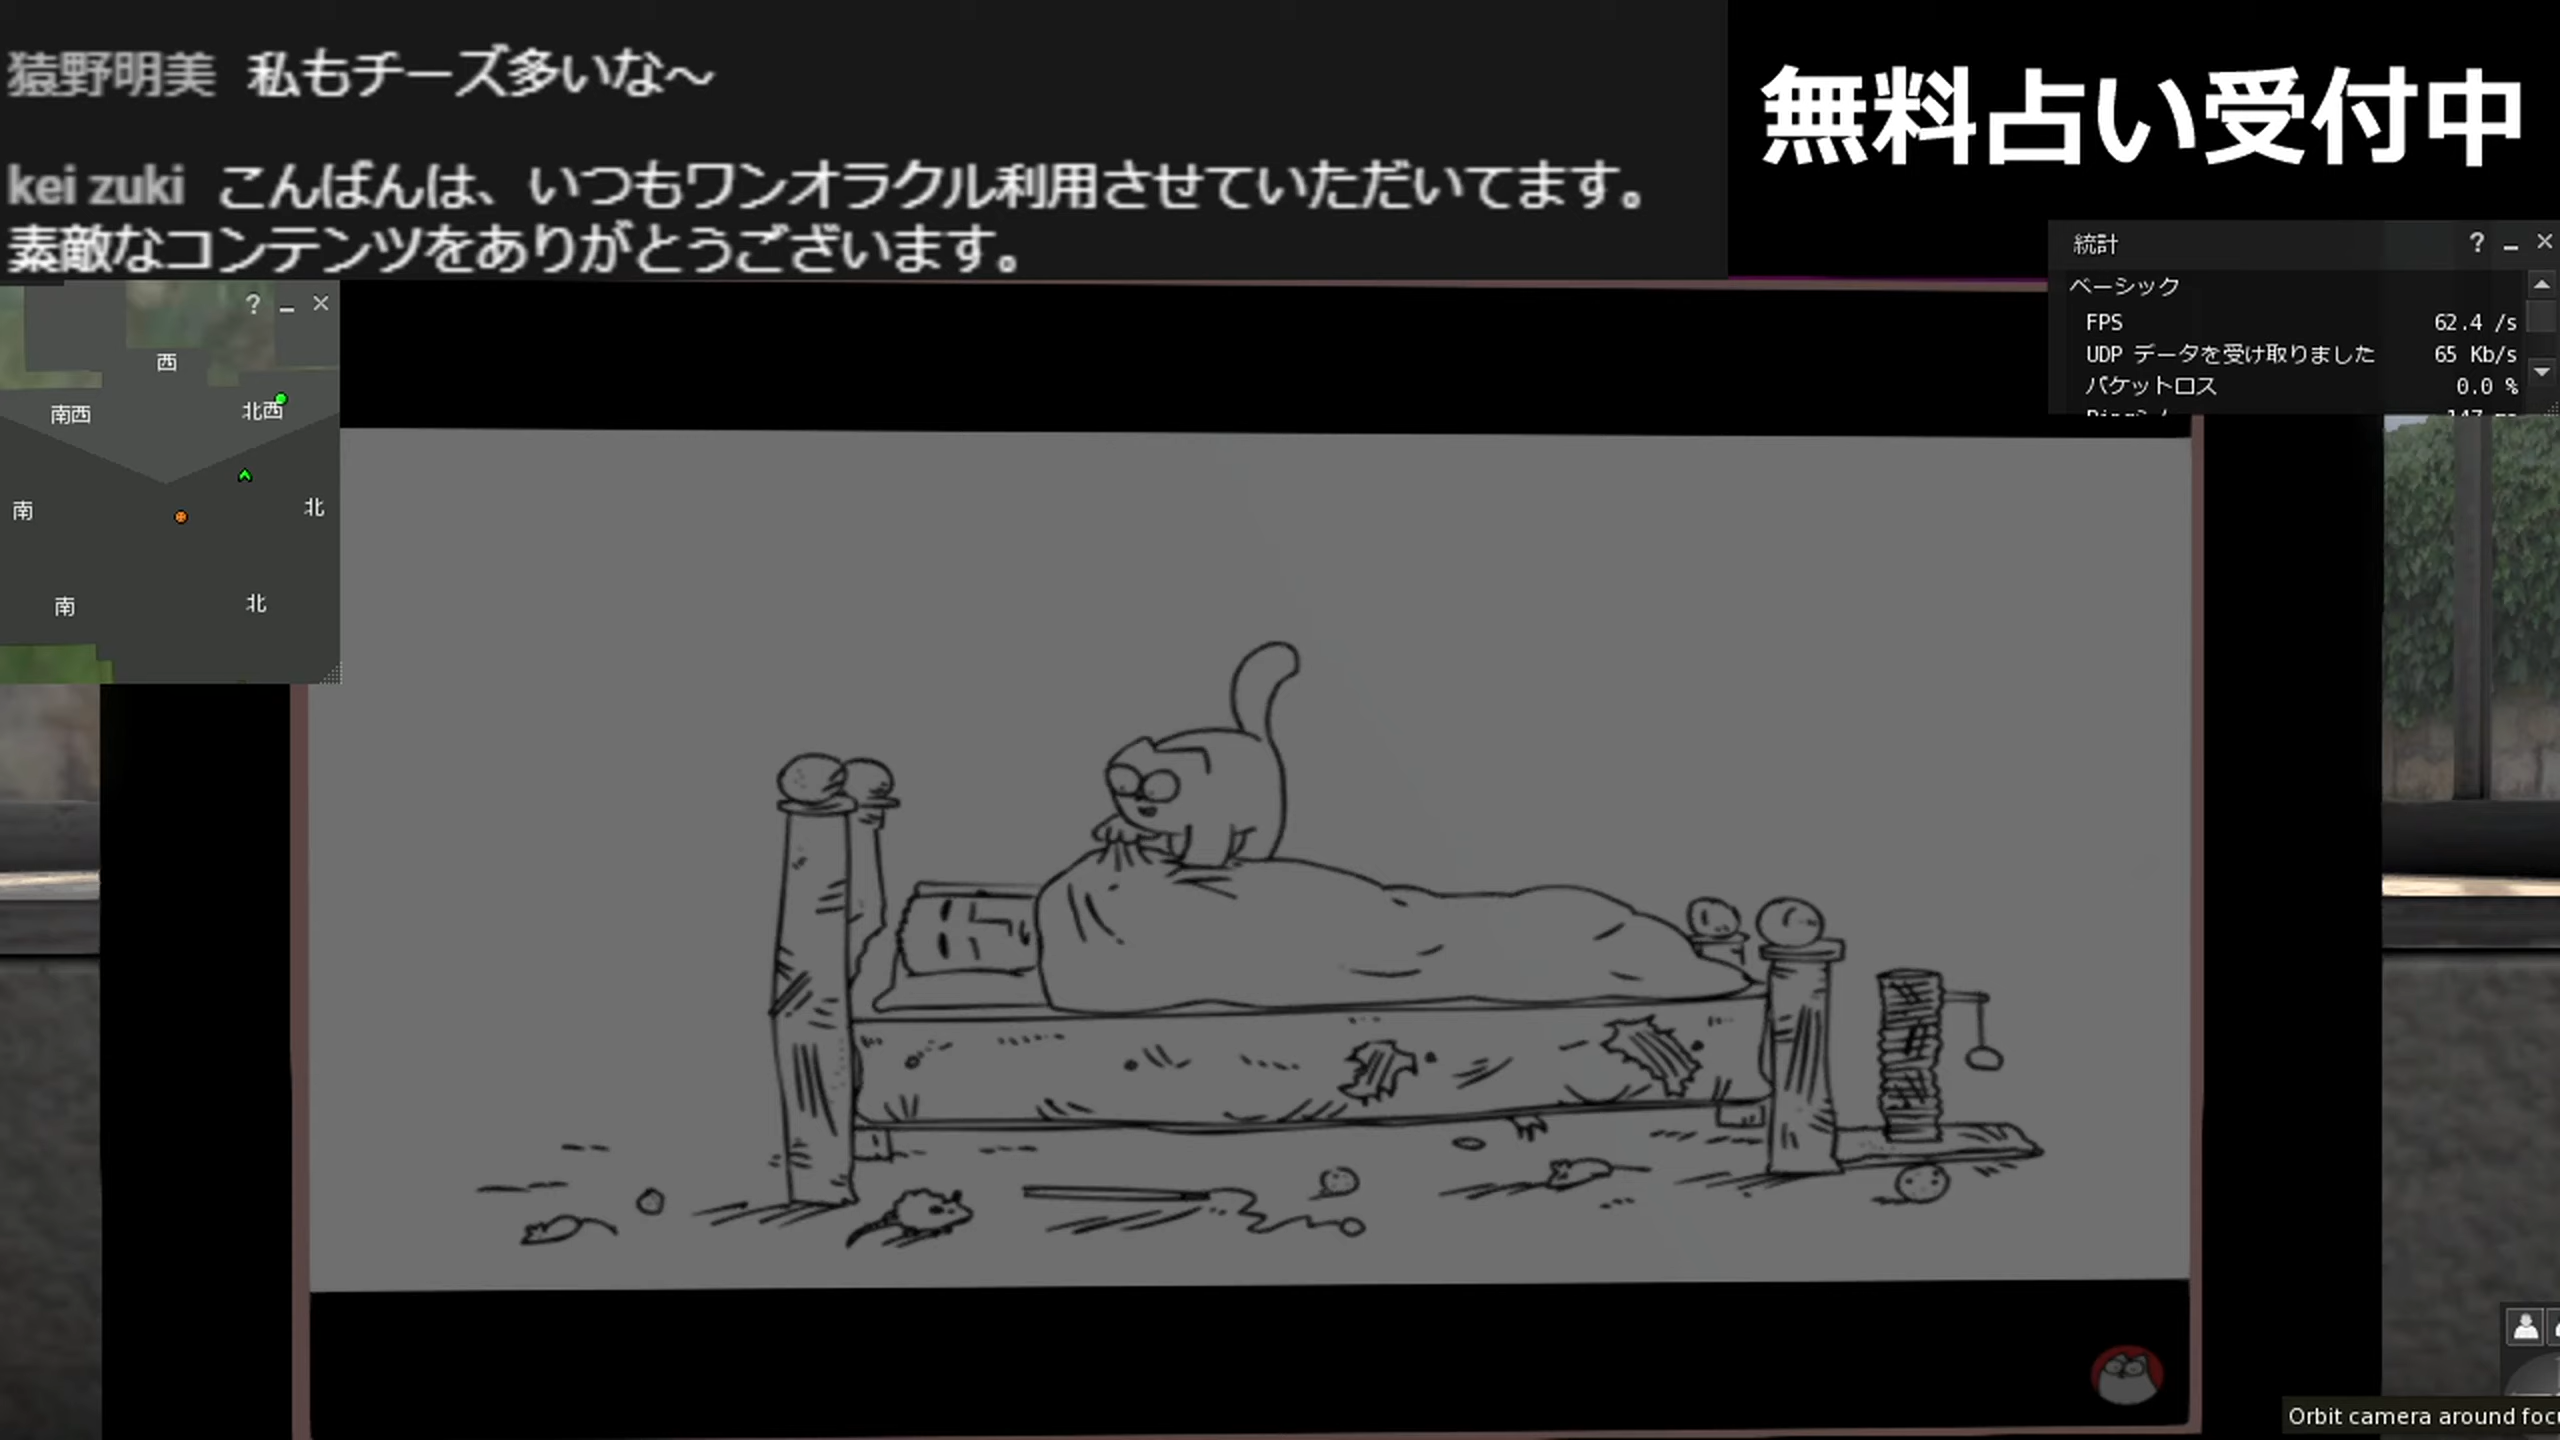 猿野明美 私もチーズ多いな～
kei zuki こんばんは、いつもワンオラクル利用させていただいてます。
素敵なコンテンツをありがとうございます。
無料占い受付中
統計 ? _ ×
ベーシック
FPS 62.4 /s
UDP データを受け取りました 65 Kb/s
パケットロス 0.0 %
? _ ×
西
南西 北西
南 北
南 北
Orbit camera around